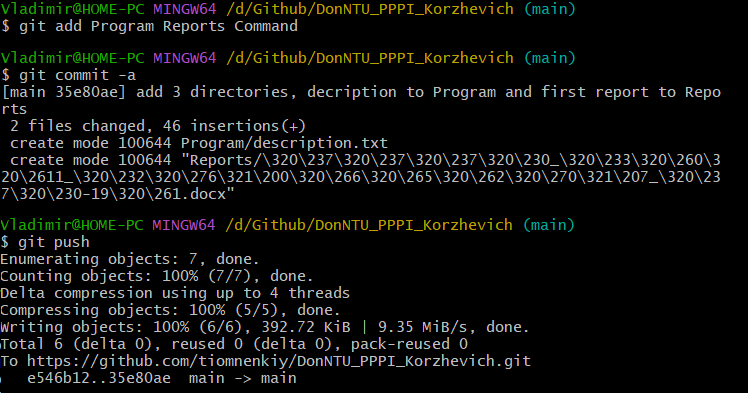 Vladimir@HOME-PC MINGW64 /d/Github/DonNTU_PPPI_Korzhevich (main)
$ git add Program Reports Command
Vladimir@HOME-PC MINGW64 /d/Github/DonNTU_PPPI_Korzhevich (main)
$ git commit -a
[main 35e80ae] add 3 directories, decription to Program and first report to Repo
rts
 2 files changed, 46 insertions(+)
 create mode 100644 Program/description.txt
 create mode 100644 "Reports/\320\237\320\237\320\237\320\230_\320\233\320\260\3
20\2611_\320\232\320\276\321\200\320\266\320\265\320\262\320\270\321\207_\320\23
7\320\230-19\320\261.docx"
Vladimir@HOME-PC MINGW64 /d/Github/DonNTU_PPPI_Korzhevich (main)
$ git push
Enumerating objects: 7, done.
Counting objects: 100% (7/7), done.
Delta compression using up to 4 threads
Compressing objects: 100% (5/5), done.
Writing objects: 100% (6/6), 392.72 KiB | 9.35 MiB/s, done.
Total 6 (delta 0), reused 0 (delta 0), pack-reused 0
To https://github.com/tiomnenkiy/DonNTU_PPPI_Korzhevich.git
   e546b12..35e80ae  main -> main